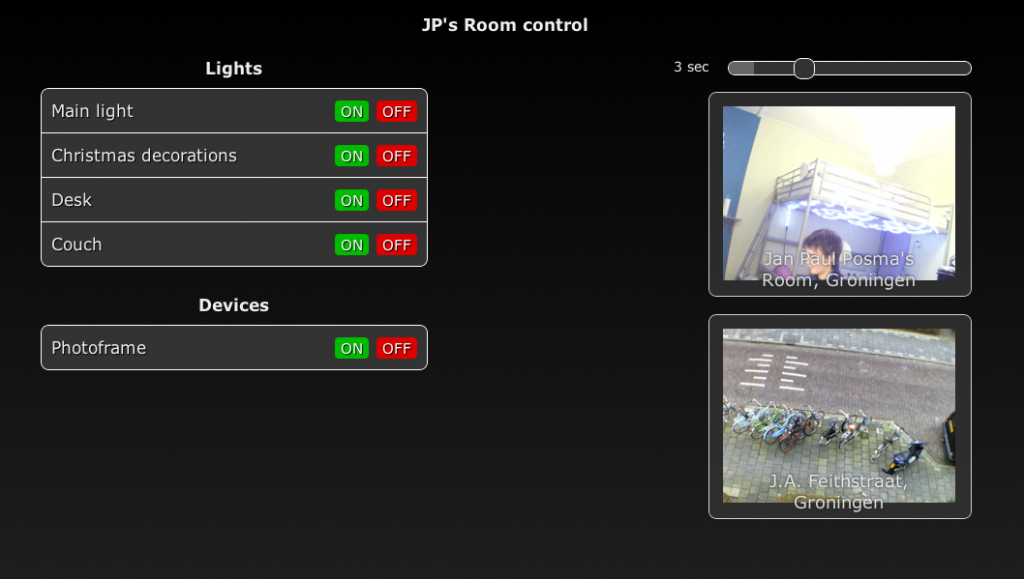 JP's Room control
Lights
Main light ON OFF
Christmas decorations ON OFF
Desk ON OFF
Couch ON OFF
Devices
Photoframe ON OFF
3 sec
Jan Paul Posma's
Room, Groningen
J.A. Feithstraat,
Groningen